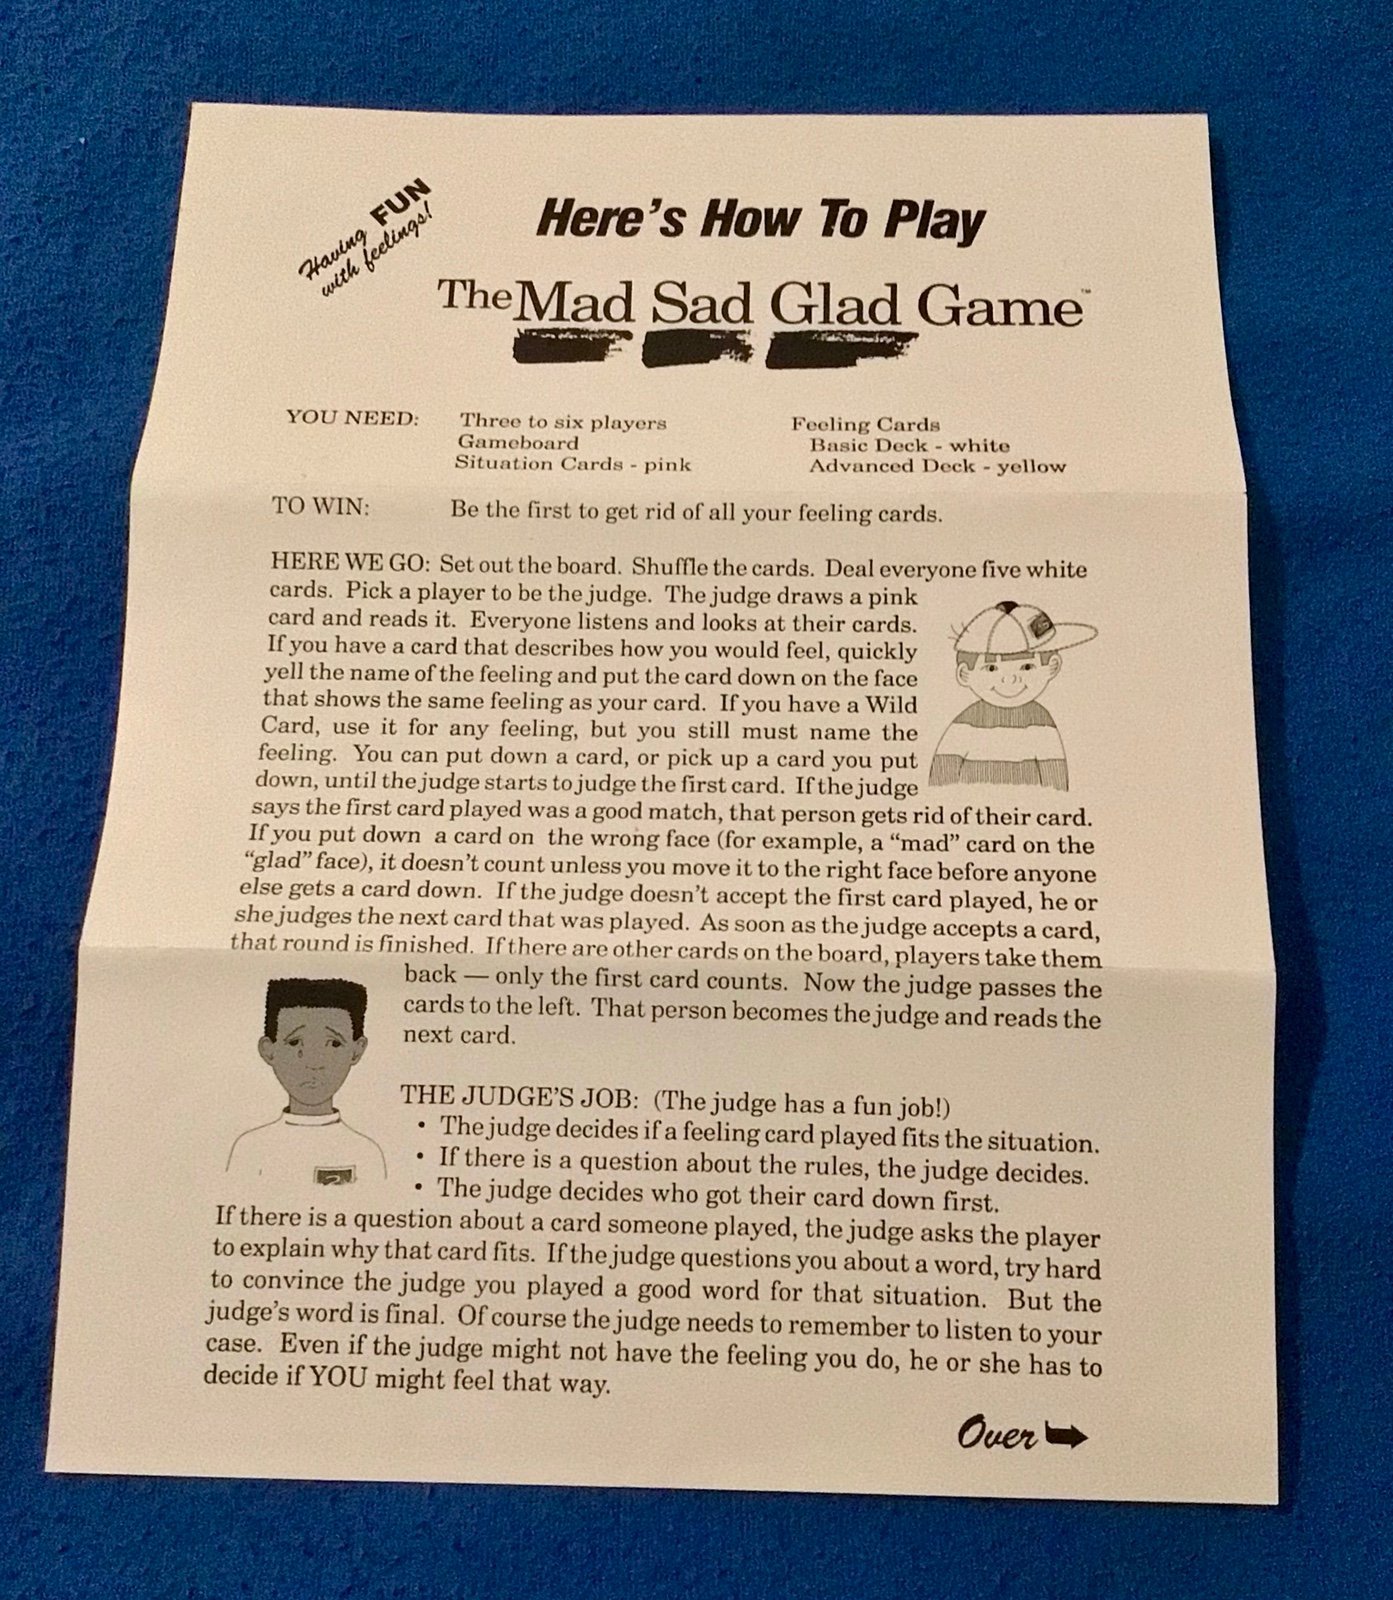 Having FUN
with feelings!
Here's How To Play
The Mad Sad Glad Game™
YOU NEED: Three to six players Feeling Cards
Gameboard Basic Deck - white
Situation Cards - pink Advanced Deck - yellow
TO WIN: Be the first to get rid of all your feeling cards.
HERE WE GO: Set out the board. Shuffle the cards. Deal everyone five white
cards. Pick a player to be the judge. The judge draws a pink
card and reads it. Everyone listens and looks at their cards.
If you have a card that describes how you would feel, quickly
yell the name of the feeling and put the card down on the face
that shows the same feeling as your card. If you have a Wild
Card, use it for any feeling, but you still must name the
feeling. You can put down a card, or pick up a card you put
down, until the judge starts to judge the first card. If the judge
says the first card played was a good match, that person gets rid of their card.
If you put down a card on the wrong face (for example, a “mad” card on the
“glad” face), it doesn't count unless you move it to the right face before anyone
else gets a card down. If the judge doesn't accept the first card played, he or
she judges the next card that was played. As soon as the judge accepts a card,
that round is finished. If there are other cards on the board, players take them
back — only the first card counts. Now the judge passes the
cards to the left. That person becomes the judge and reads the
next card.
THE JUDGE'S JOB: (The judge has a fun job!)
• The judge decides if a feeling card played fits the situation.
• If there is a question about the rules, the judge decides.
• The judge decides who got their card down first.
If there is a question about a card someone played, the judge asks the player
to explain why that card fits. If the judge questions you about a word, try hard
to convince the judge you played a good word for that situation. But the
judge's word is final. Of course the judge needs to remember to listen to your
case. Even if the judge might not have the feeling you do, he or she has to
decide if YOU might feel that way.
Over